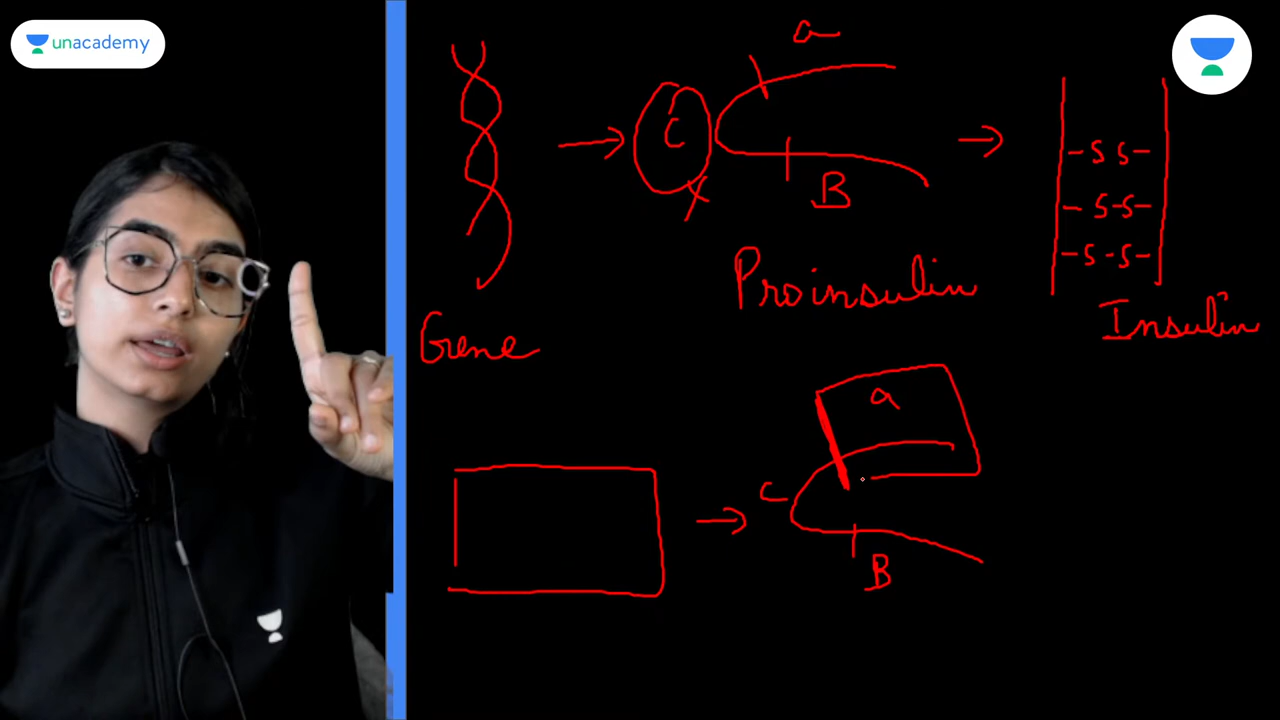 unacademy
a
C
B
-S S-
-S-S-
-S-S-
Proinsulin
Insulin
Gene
a
C
B